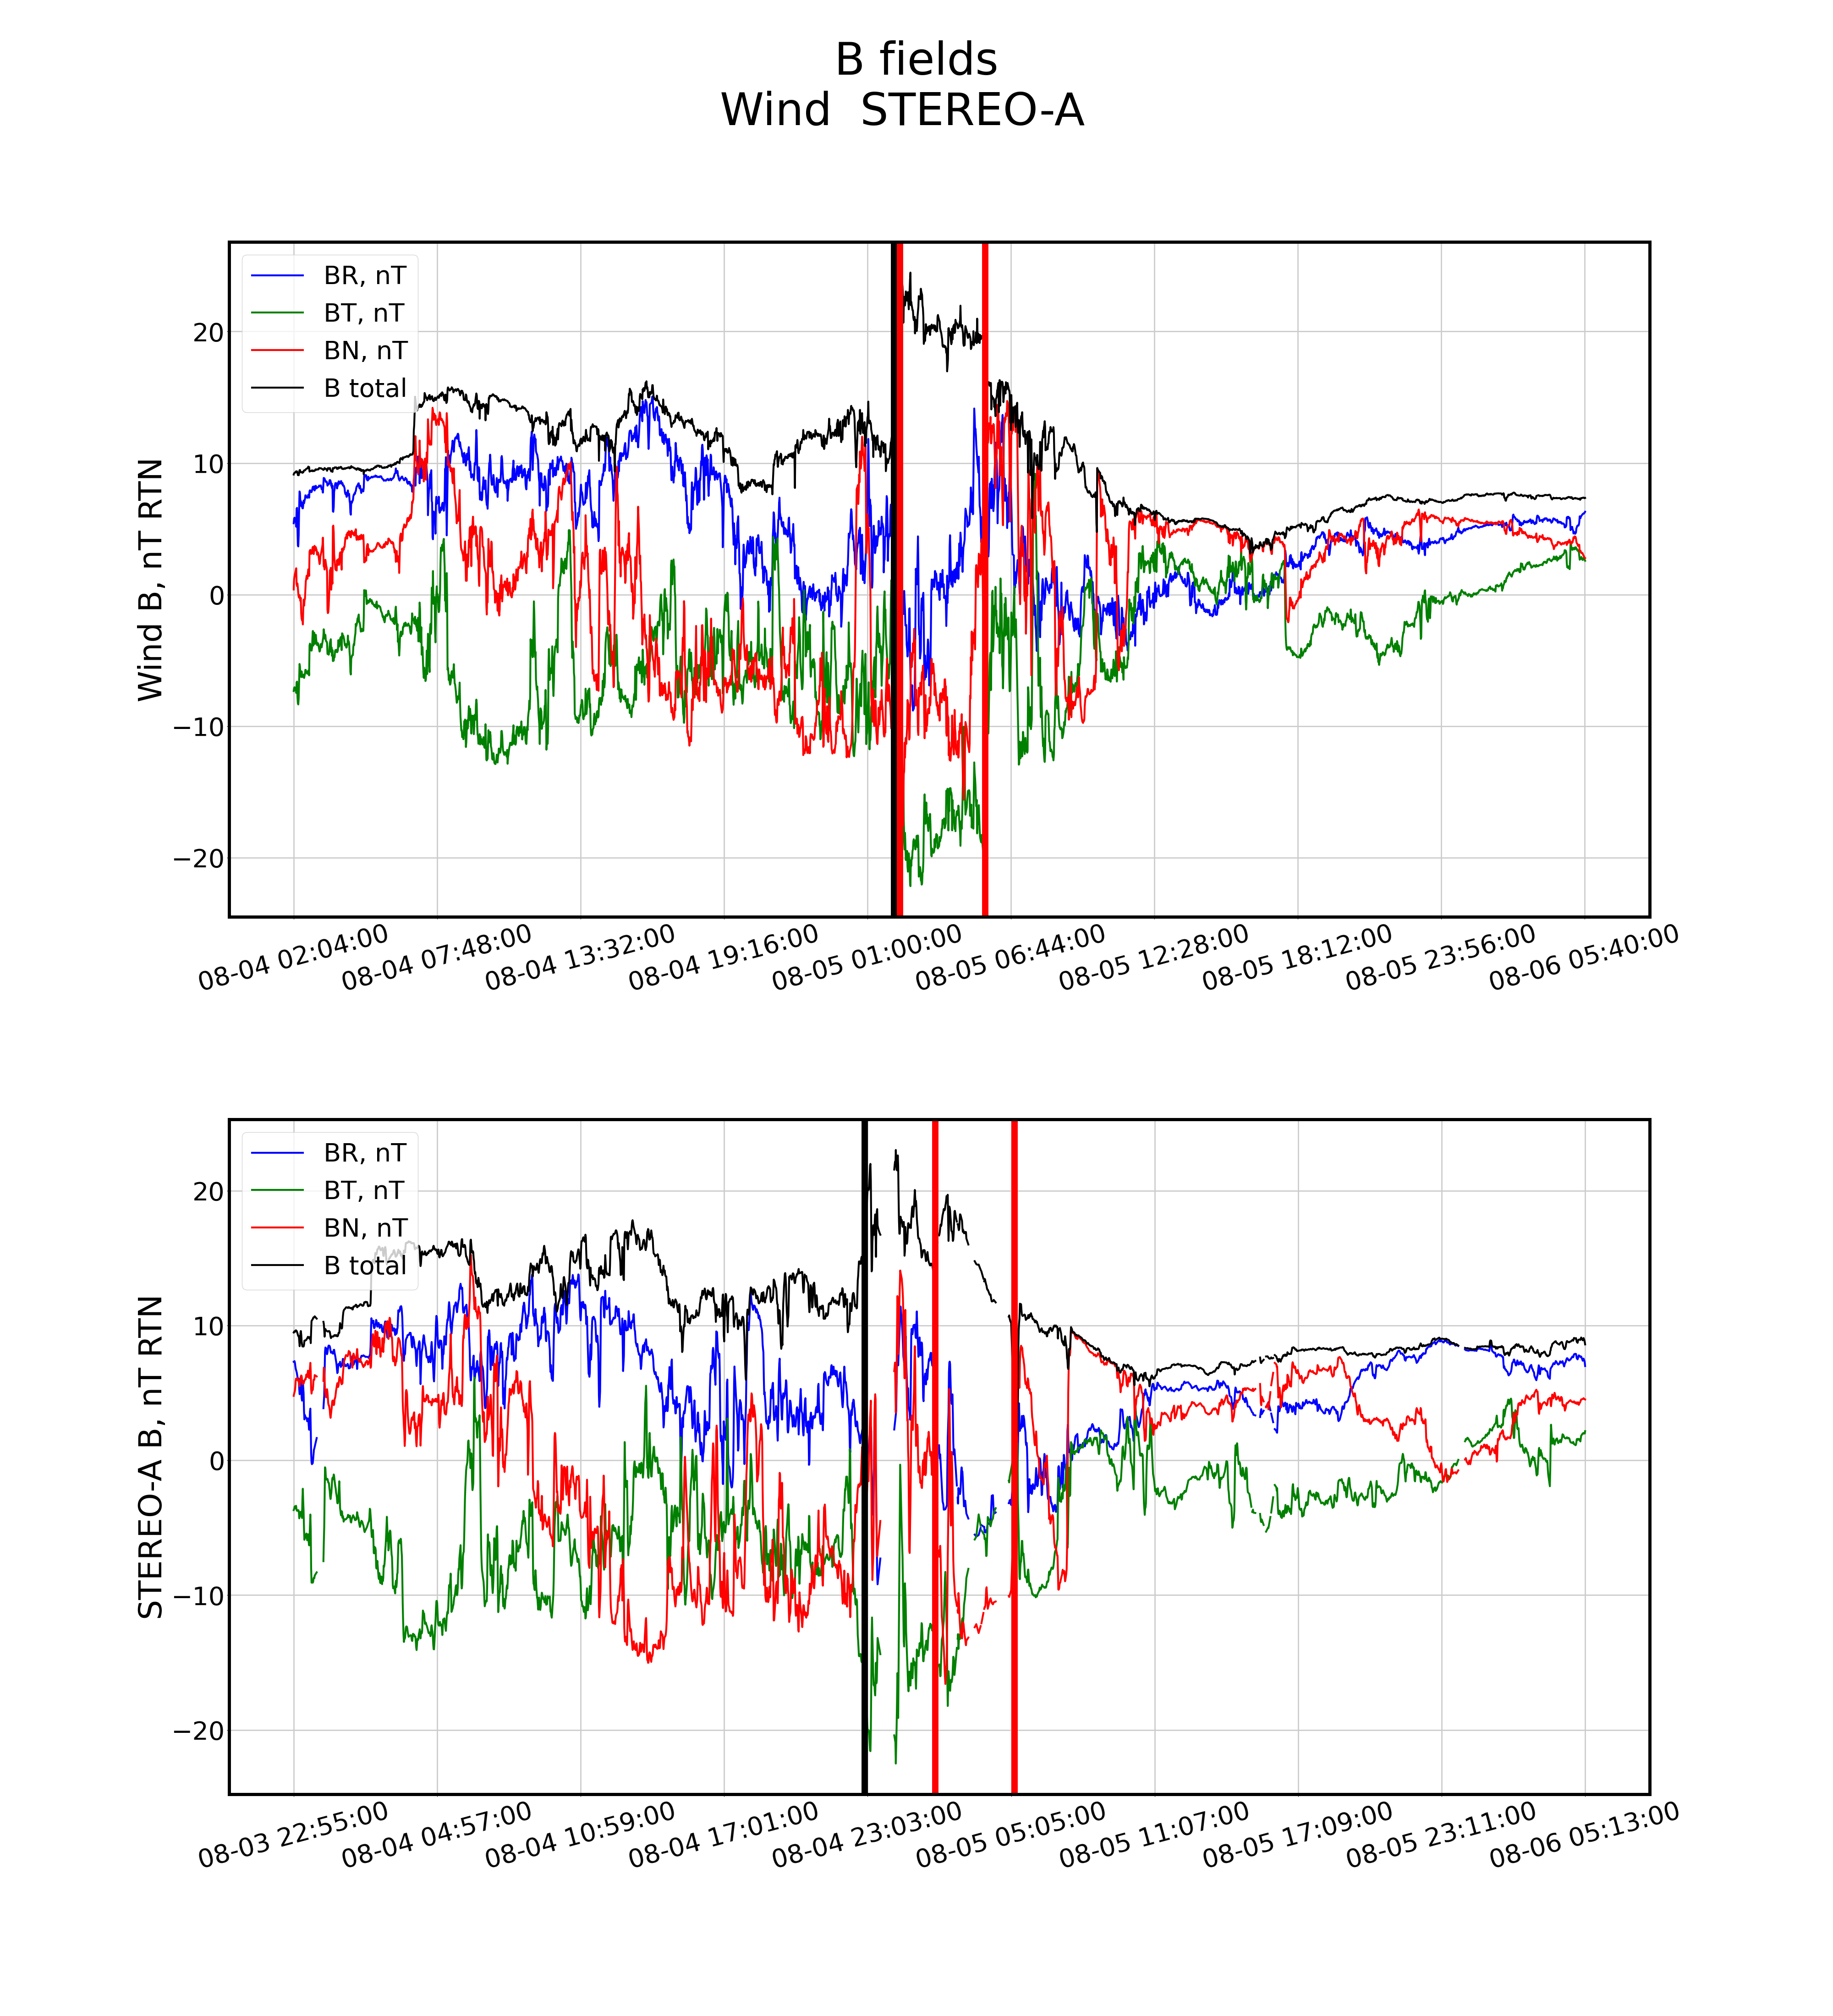 B fields
Wind  STEREO-A
Wind B, nT RTN
BR, nT
BT, nT
BN, nT
B total
20
10
0
−10
−20
08-04 02:04:00
08-04 07:48:00
08-04 13:32:00
08-04 19:16:00
08-05 01:00:00
08-05 06:44:00
08-05 12:28:00
08-05 18:12:00
08-05 23:56:00
08-06 05:40:00
STEREO-A B, nT RTN
BR, nT
BT, nT
BN, nT
B total
20
10
0
−10
−20
08-03 22:55:00
08-04 04:57:00
08-04 10:59:00
08-04 17:01:00
08-04 23:03:00
08-05 05:05:00
08-05 11:07:00
08-05 17:09:00
08-05 23:11:00
08-06 05:13:00